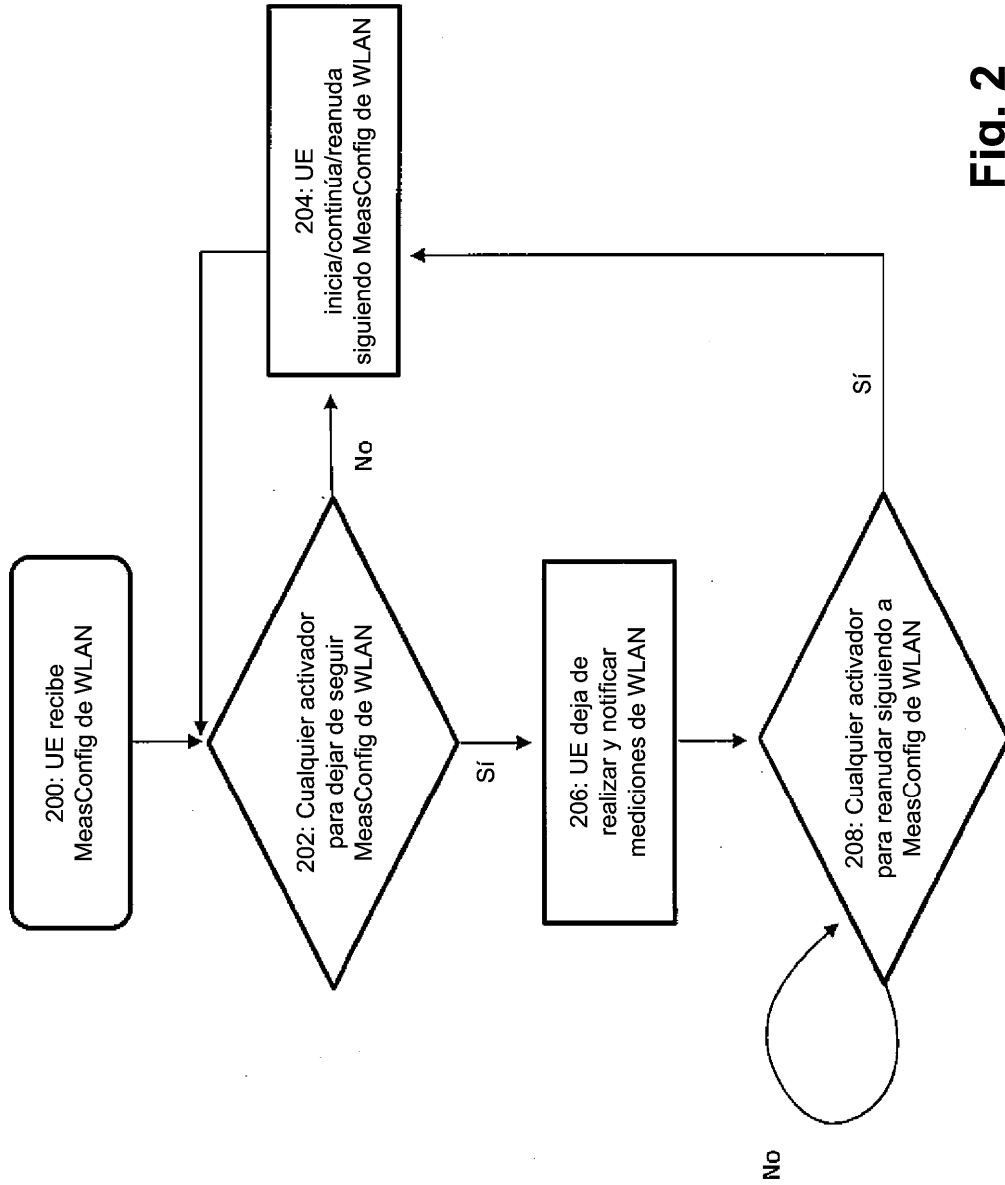 200: UE recibe
MeasConfig de WLAN
202: Cualquier activador
para dejar de seguir
MeasConfig de WLAN
No
204: UE
inicia/continúa/reanuda
siguiendo MeasConfig de WLAN
Sí
206: UE deja de
realizar y notificar
mediciones de WLAN
208: Cualquier activador
para reanudar siguiendo a
MeasConfig de WLAN
Sí
No
Fig. 2